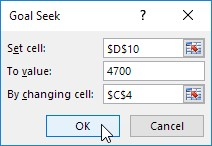 Goal Seek ? ×
Set cell: $D$10
To value: 4700
By changing cell: $C$4
OK Cancel